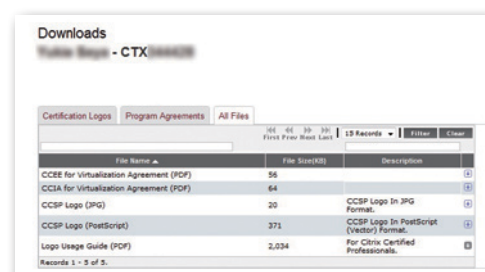 Downloads
- CTX
Certification Logos Program Agreements All Files
First Prev Next Last 15 Records Filter Clear
File Name File Size(KB) Description
CCEE for Virtualization Agreement (PDF) 56
CCIA for Virtualization Agreement (PDF) 64
CCSP Logo (JPG) 20 CCSP Logo In JPG
Format.
CCSP Logo (PostScript) 371 CCSP Logo In PostScript
(Vector) Format.
Logo Usage Guide (PDF) 2,034 For Citrix Certified
Professionals.
Records 1 - 5 of 5.